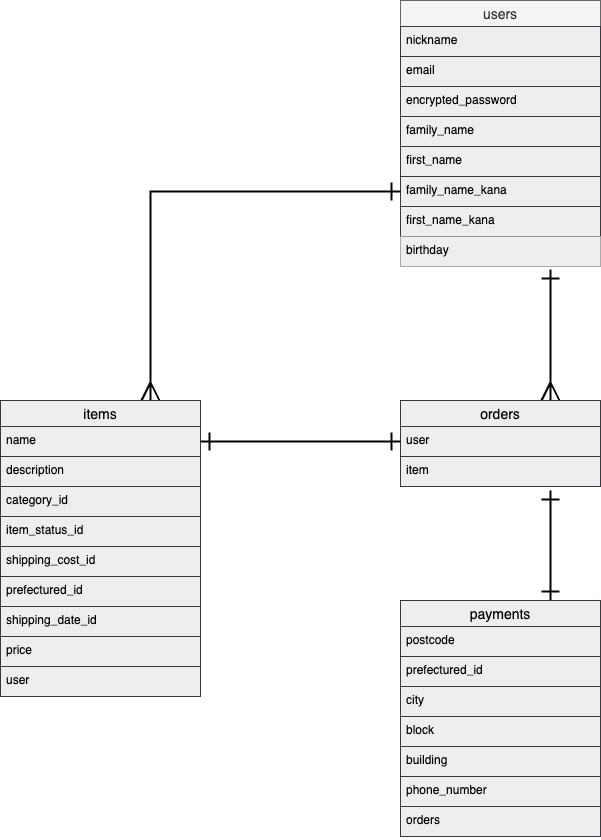 users
nickname
email
encrypted_password
family_name
first_name
family_name_kana
first_name_kana
birthday
items
name
description
category_id
item_status_id
shipping_cost_id
prefectured_id
shipping_date_id
price
user
orders
user
item
payments
postcode
prefectured_id
city
block
building
phone_number
orders